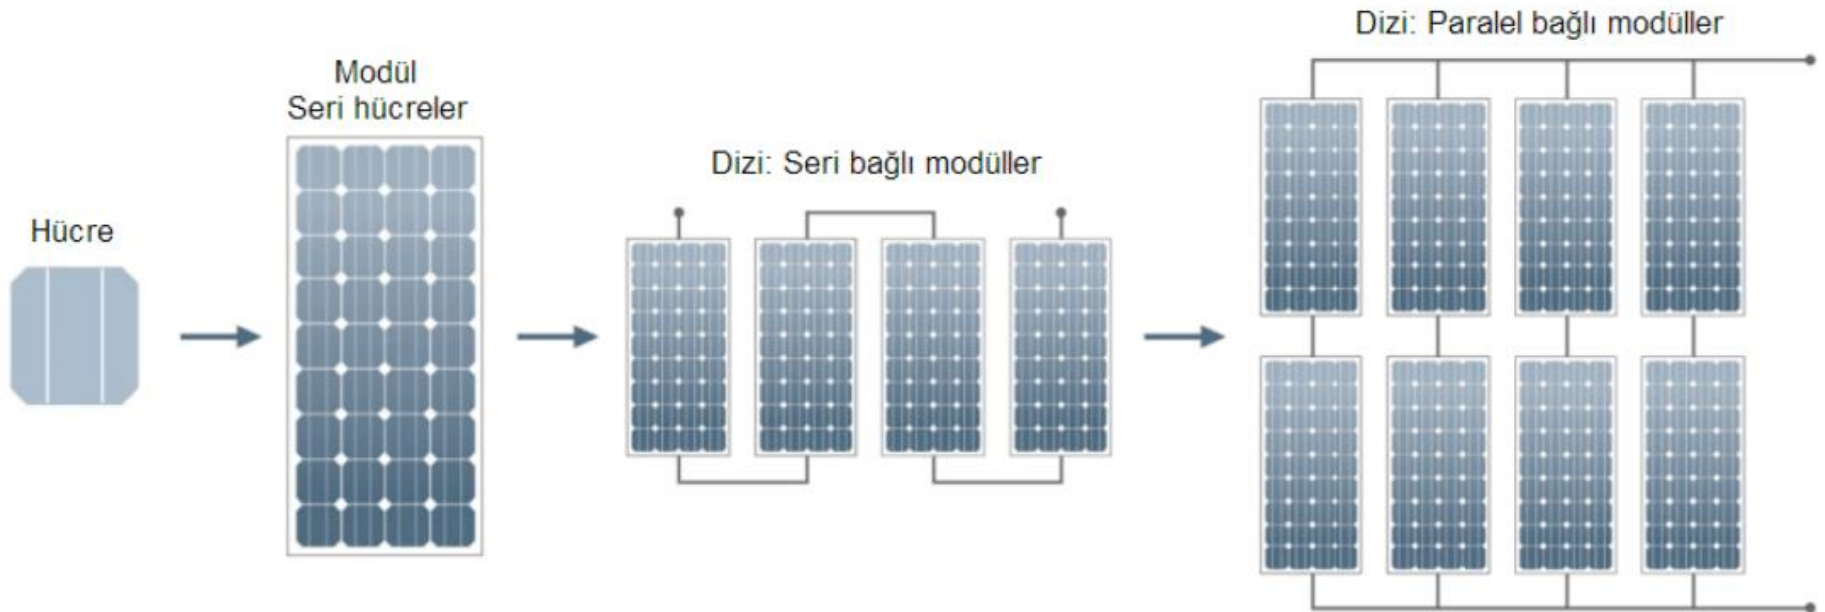 Hücre
Modül
Seri hücreler
Dizi: Seri bağlı modüller
Dizi: Paralel bağlı modüller